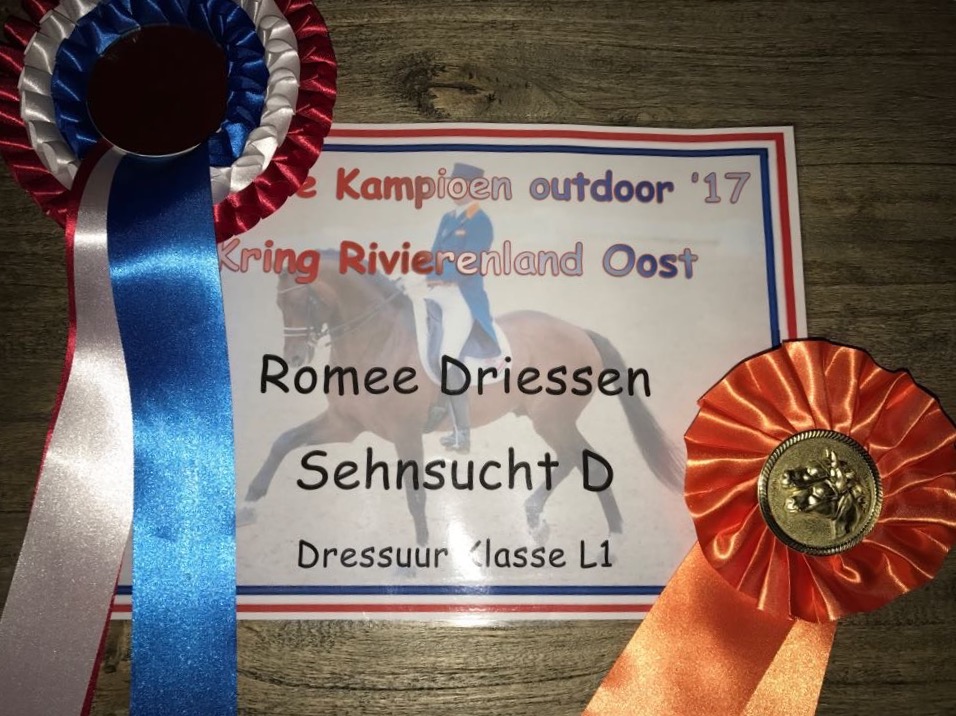 e Kampioen outdoor '17
Kring Rivierenland Oost
Romee Driessen
Sehnsucht D
Dressuur Klasse L1